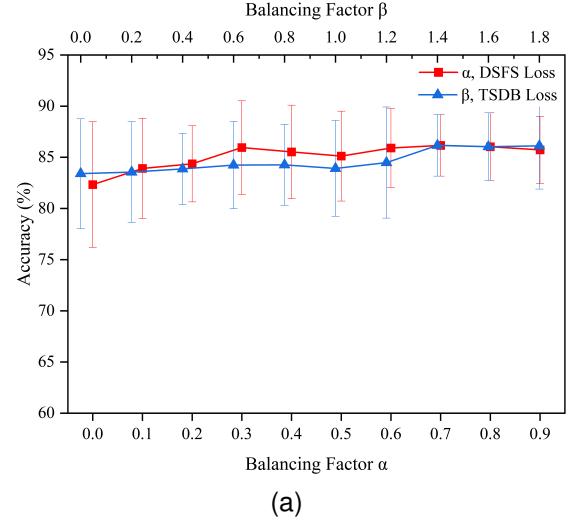 Balancing Factor β
0.0 0.2 0.4 0.6 0.8 1.0 1.2 1.4 1.6 1.8
α, DSFS Loss
β, TSDB Loss
Accuracy (%)
95
90
85
80
75
70
65
60
0.0 0.1 0.2 0.3 0.4 0.5 0.6 0.7 0.8 0.9
Balancing Factor α
(a)